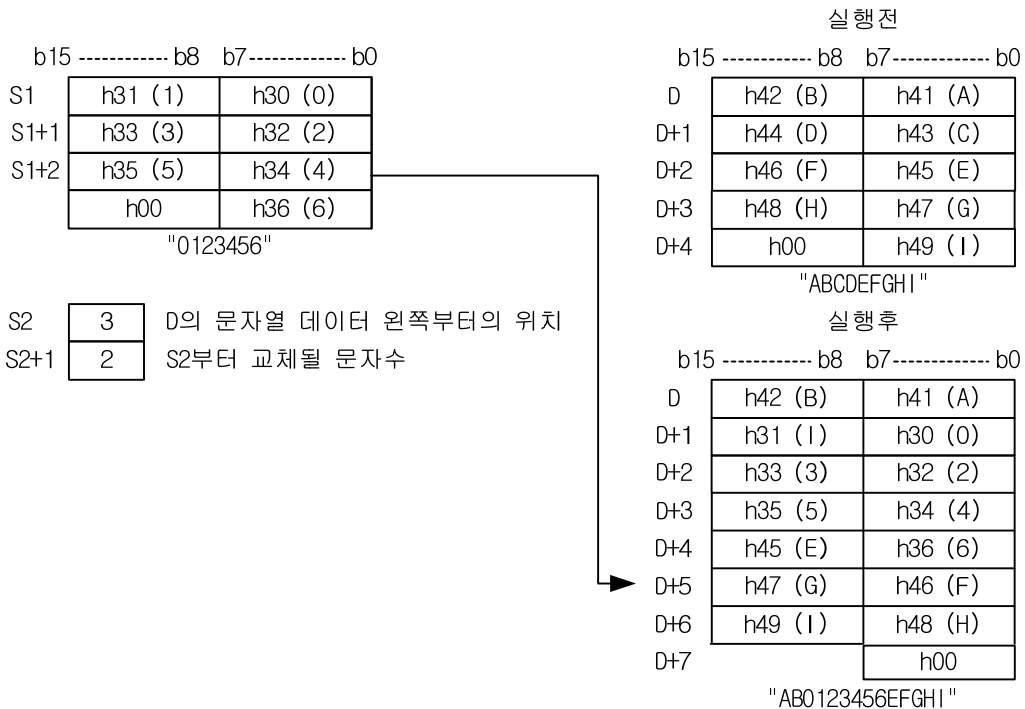 b15 ------------ b8 b7------------- b0
S1 h31 (1) h30 (0)
S1+1 h33 (3) h32 (2)
S1+2 h35 (5) h34 (4)
h00 h36 (6)
"0123456"
S2 3 D의 문자열 데이터 왼쪽부터의 위치
S2+1 2 S2부터 교체될 문자수
실행전
b15 ------------ b8 b7------------- b0
D h42 (B) h41 (A)
D+1 h44 (D) h43 (C)
D+2 h46 (F) h45 (E)
D+3 h48 (H) h47 (G)
D+4 h00 h49 (I)
"ABCDEFGHI"
실행후
b15 ------------ b8 b7------------- b0
D h42 (B) h41 (A)
D+1 h31 (I) h30 (0)
D+2 h33 (3) h32 (2)
D+3 h35 (5) h34 (4)
D+4 h45 (E) h36 (6)
D+5 h47 (G) h46 (F)
D+6 h49 (I) h48 (H)
D+7 h00
"AB0123456EFGHI"